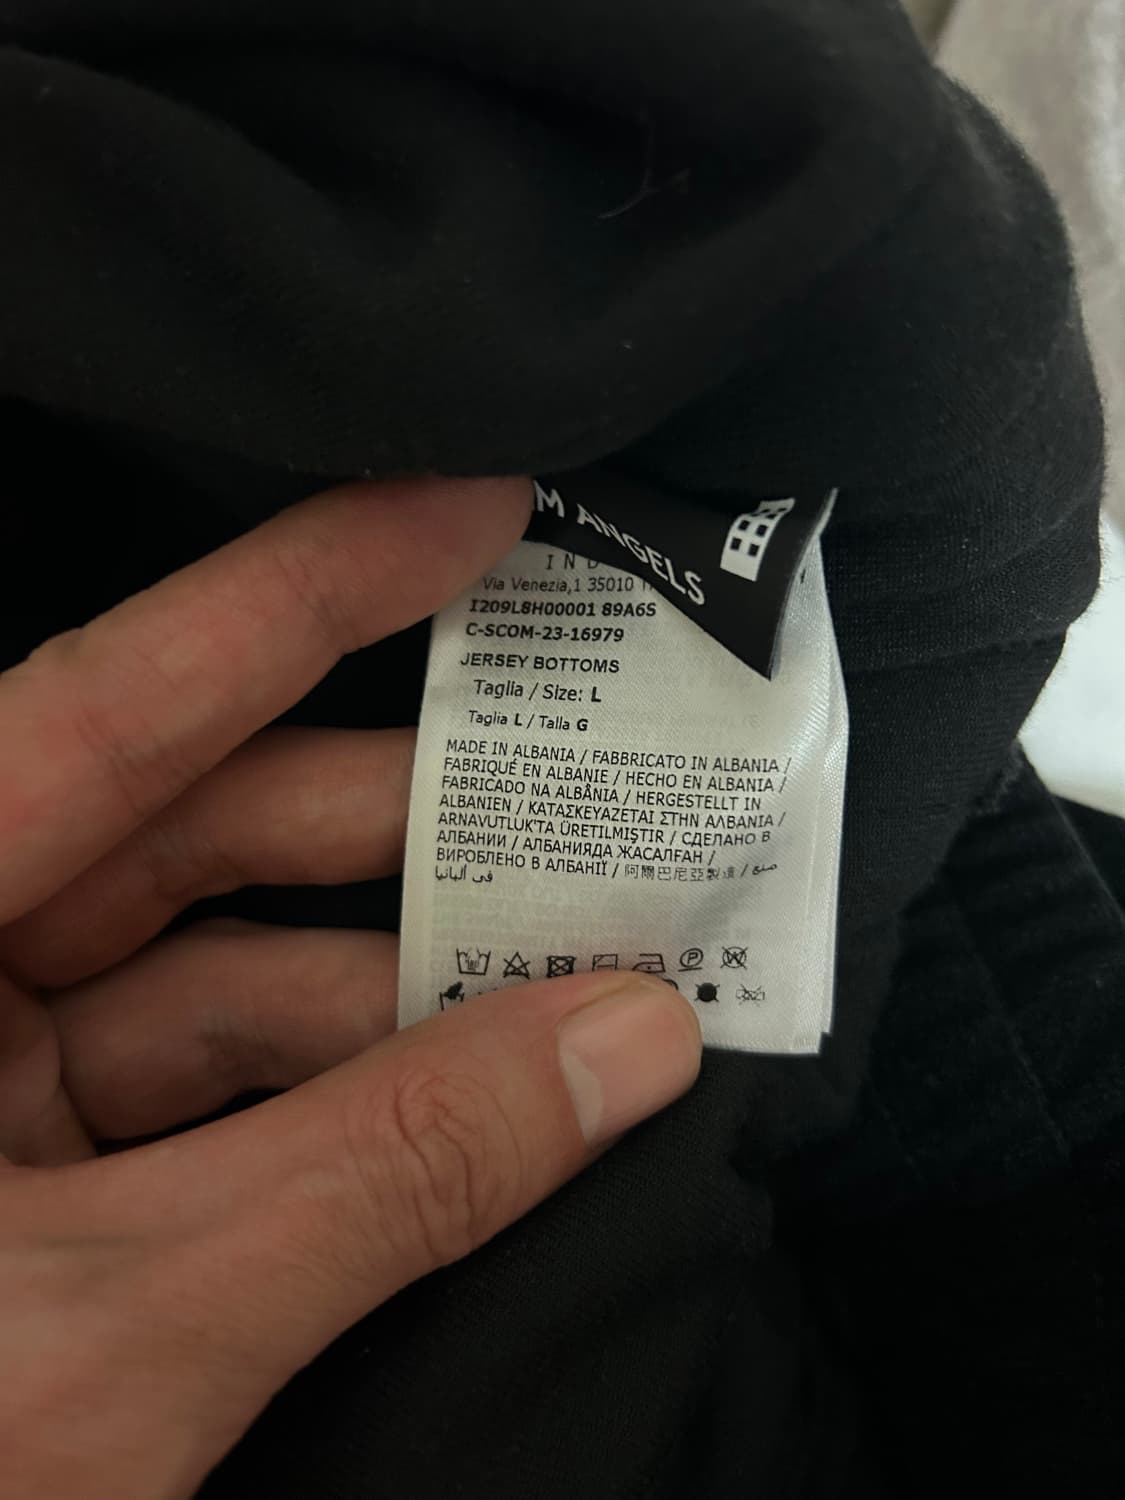 M ANGELS
IND
Via Venezia,1 35010
I209L8H00001 89A6S
C-SCOM-23-16979
JERSEY BOTTOMS
Taglia / Size: L
Taglia L / Talla G
MADE IN ALBANIA / FABBRICATO IN ALBANIA /
FABRIQUÉ EN ALBANIE / HECHO EN ALBANIA /
FABRICADO NA ALBÂNIA / HERGESTELLT IN
ALBANIEN / ΚΑΤΑΣΚΕΥΑΖΕΤΑΙ ΣΤΗΝ ΑΛΒΑΝΙΑ /
ARNAVUTLUK'TA ÜRETILMIŞTIR / СДЕЛАНО В
АЛБАНИИ / АЛБАНИЯДА ЖАСАЛҒАН /
ВИРОБЛЕНО В АЛБАНІЇ / 阿爾巴尼亞製造 / صنع
في ألبانيا
P W